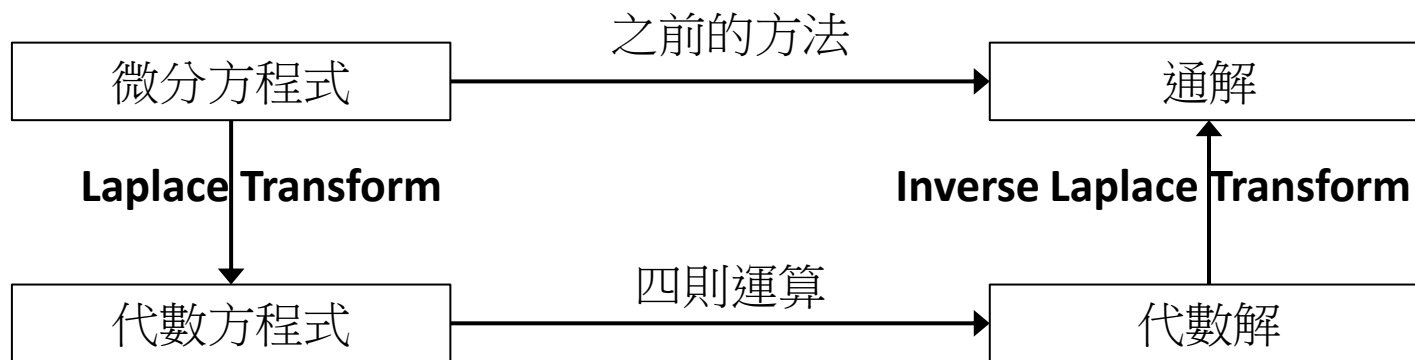 之前的方法
微分方程式
通解
Laplace Transform
Inverse Laplace Transform
四則運算
代數方程式
代數解